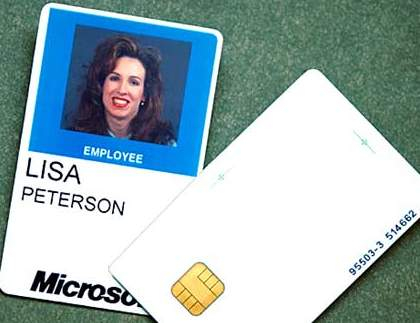 EMPLOYEE
LISA
PETERSON
Microso
95503-3 514662